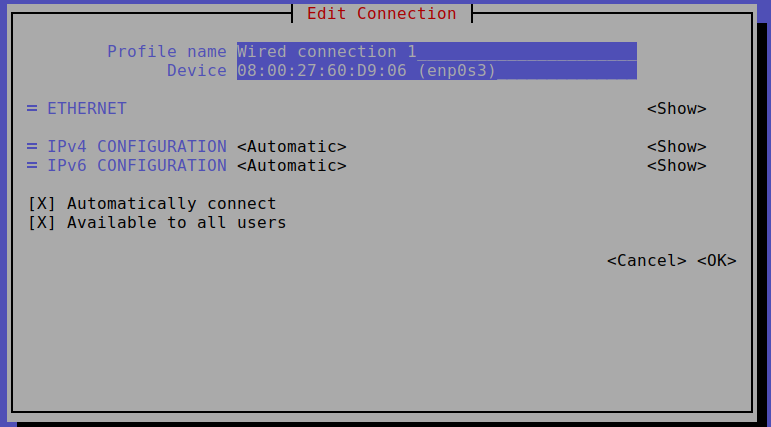 Edit Connection
Profile name Wired connection 1
Device 08:00:27:60:D9:06 (enp0s3)
= ETHERNET <Show>
= IPv4 CONFIGURATION <Automatic> <Show>
= IPv6 CONFIGURATION <Automatic> <Show>
[X] Automatically connect
[X] Available to all users
<Cancel> <OK>